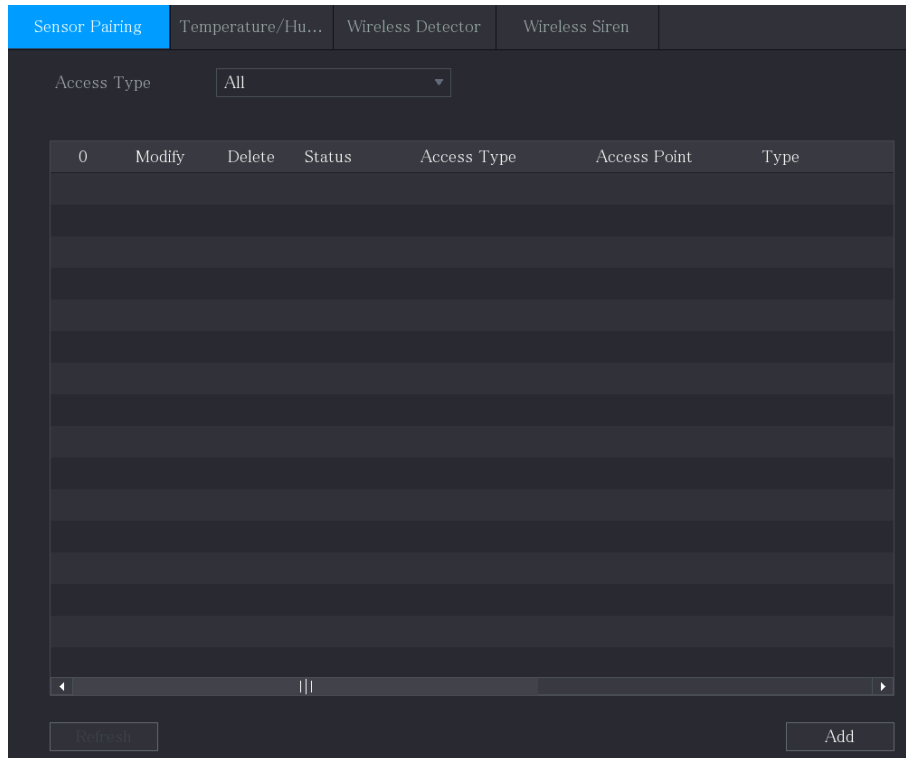 Sensor Pairing Temperature/Hu... Wireless Detector Wireless Siren
Access Type All
0 Modify Delete Status Access Type Access Point Type
Refresh Add